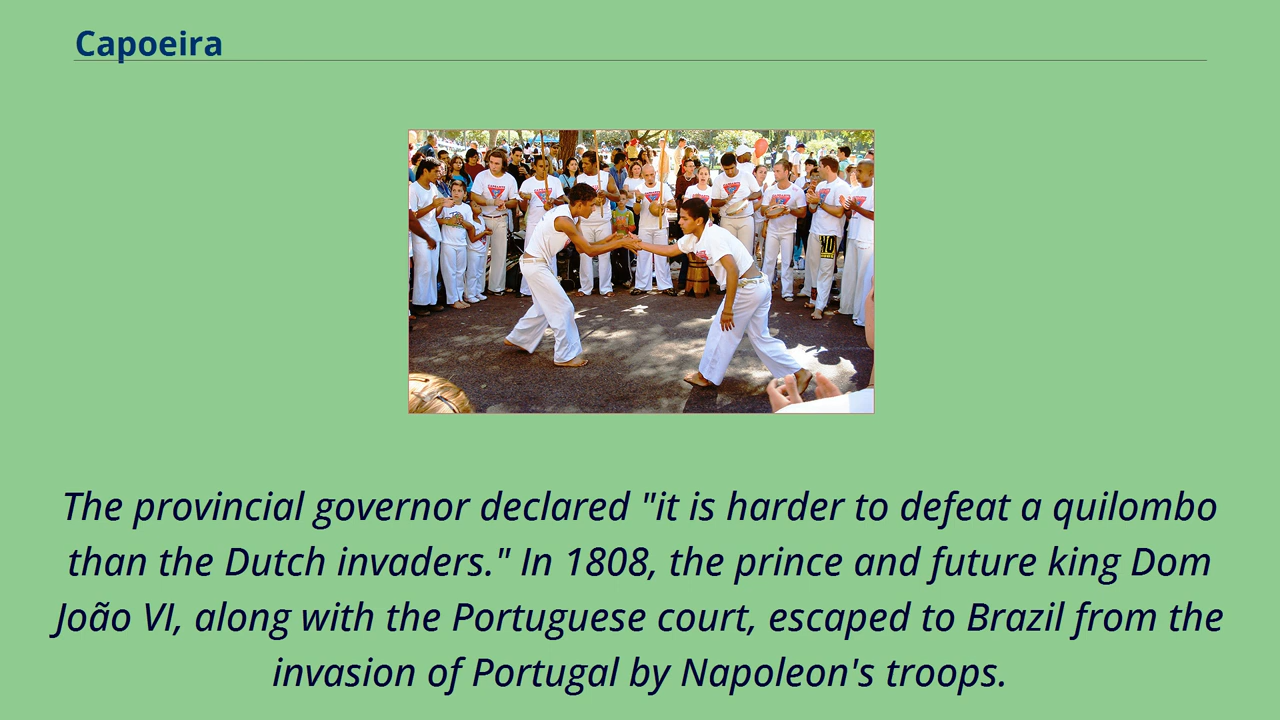 Capoeira
The provincial governor declared "it is harder to defeat a quilombo
than the Dutch invaders." In 1808, the prince and future king Dom
João VI, along with the Portuguese court, escaped to Brazil from the
invasion of Portugal by Napoleon's troops.